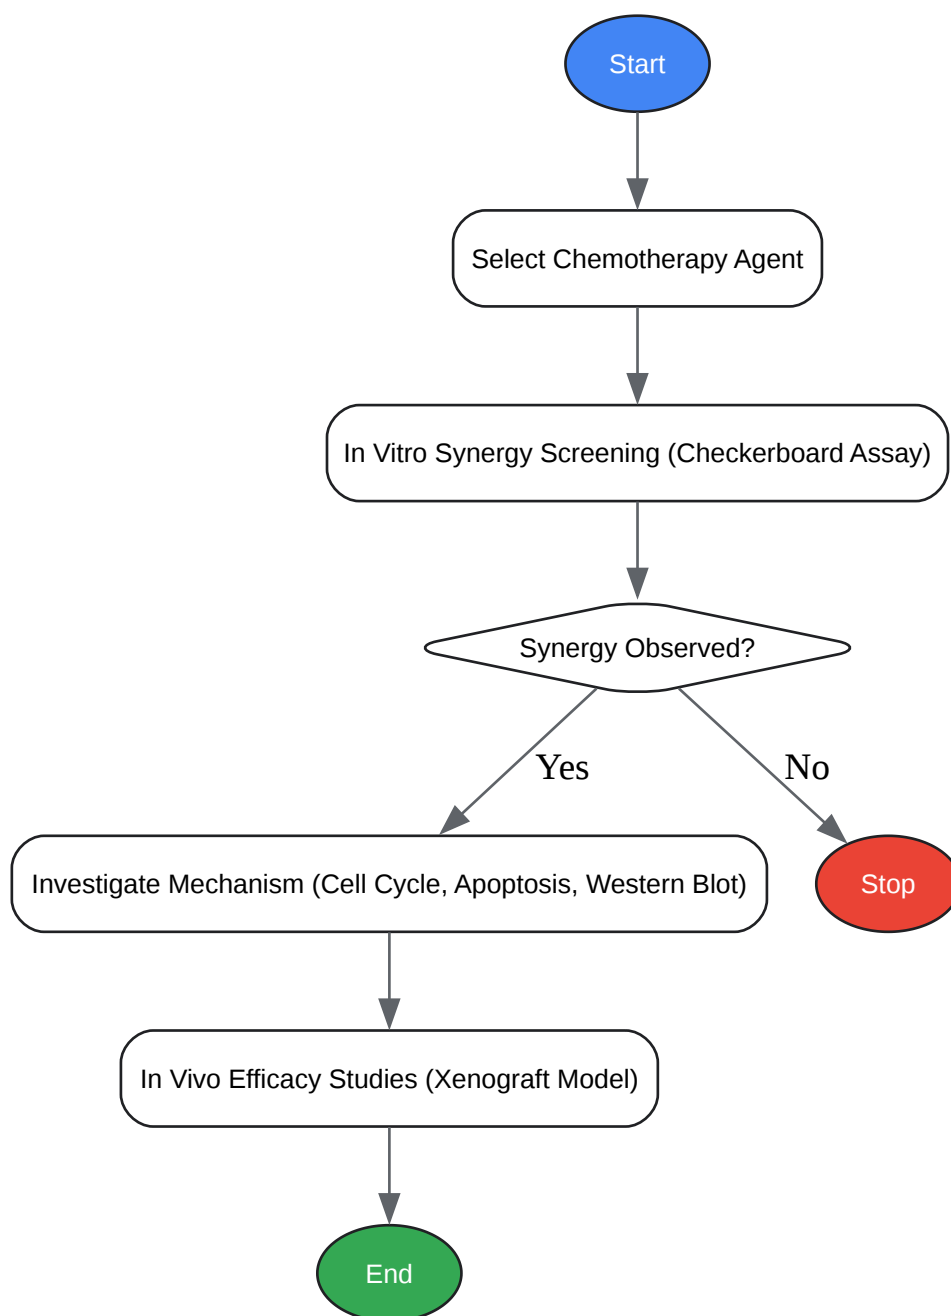 Start
Select Chemotherapy Agent
In Vitro Synergy Screening (Checkerboard Assay)
Synergy Observed?
Yes
No
Investigate Mechanism (Cell Cycle, Apoptosis, Western Blot)
Stop
In Vivo Efficacy Studies (Xenograft Model)
End